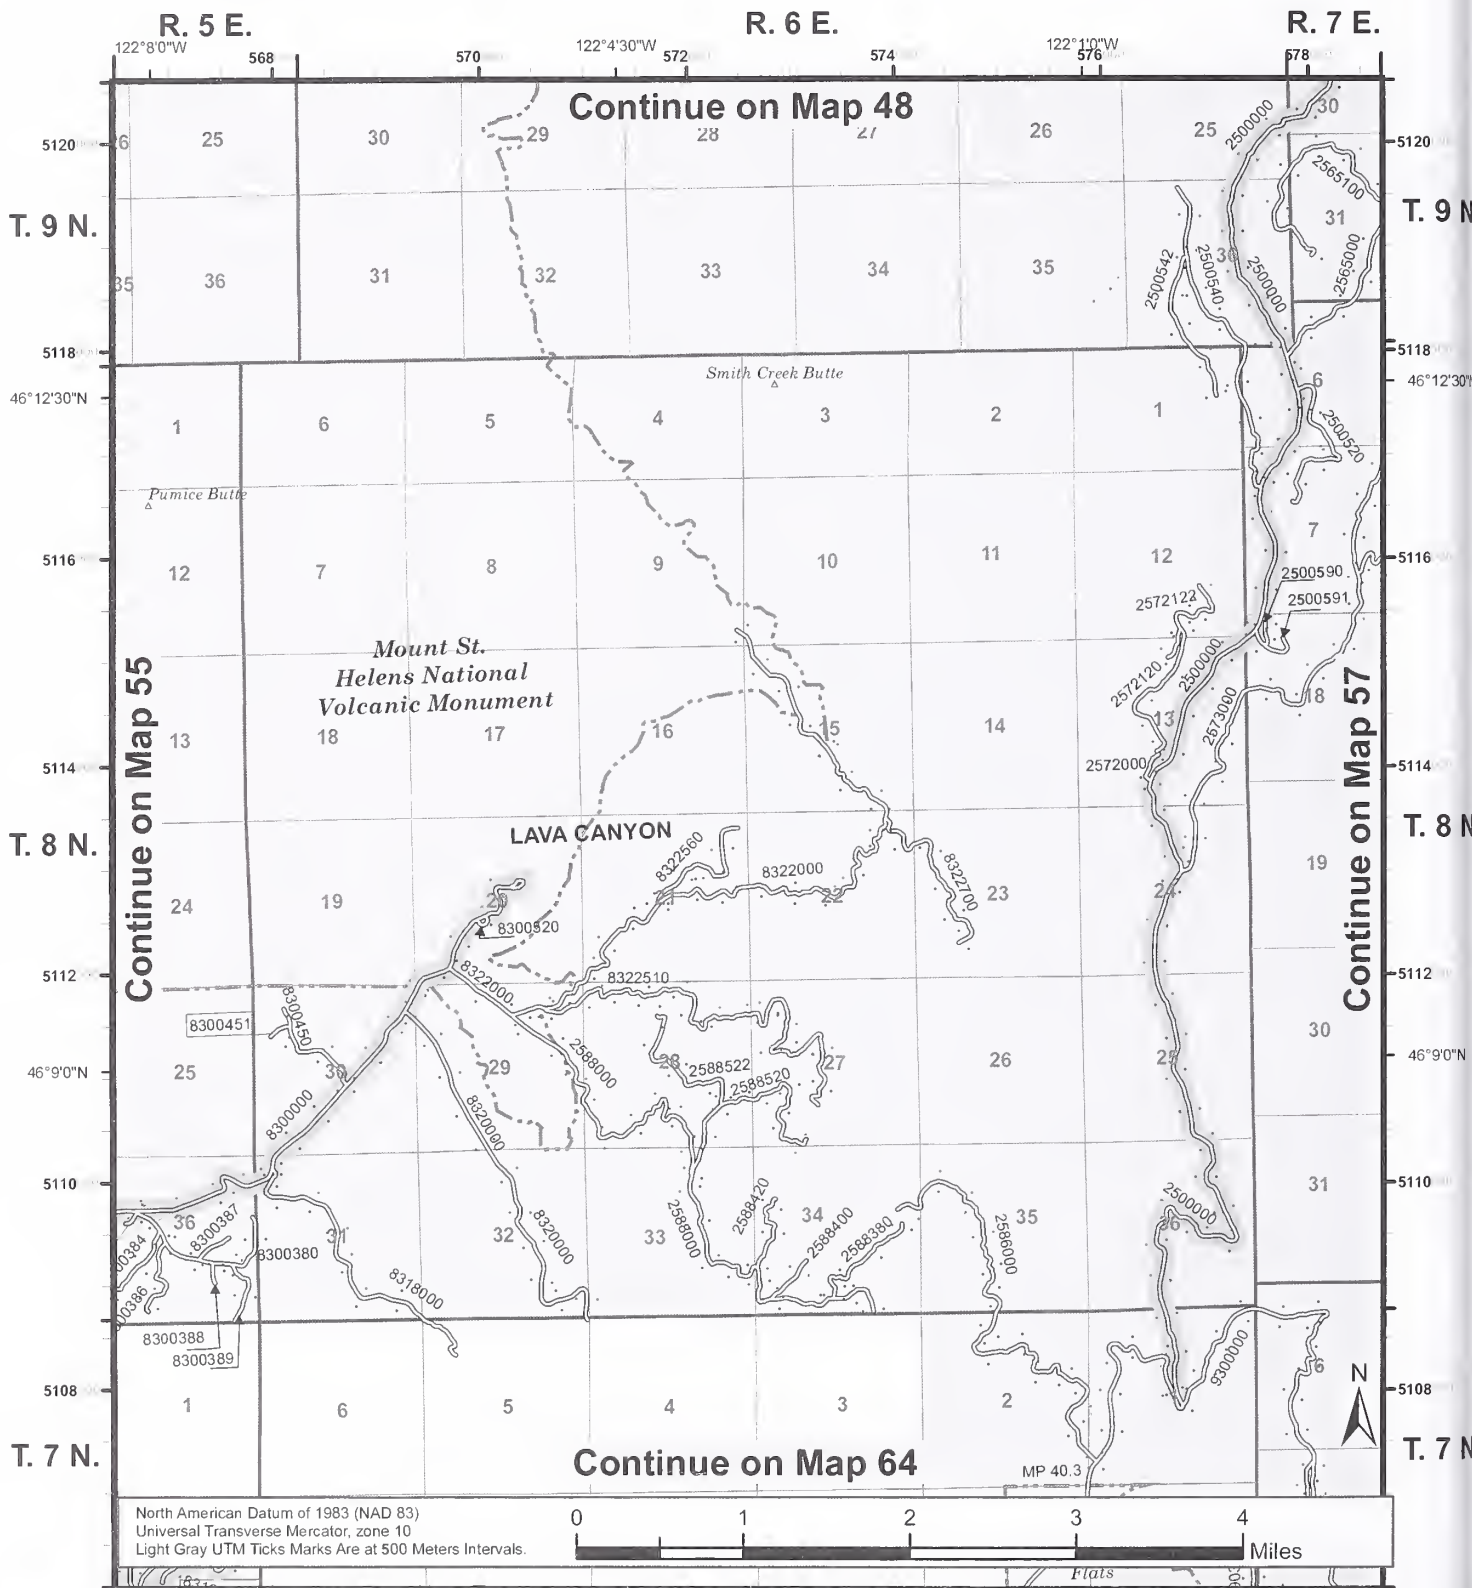 R. 5 E. R. 6 E. R. 7 E.
122°8'0"W 122°4'30"W 122°1'0"W
568 570 572 574 576 578
Continue on Map 48
25 30 29 28 27 26 25 30
5120 5120
2500000
2565100
T. 9 N. T. 9 N
31
35 36 31 32 33 34 35 36
2500542 2500540 2500000 2565000
5118 5118
Smith Creek Butte
46°12'30"N 46°12'30"N
1 6 5 4 3 2 1 6
2500520
Pumice Butte
5116 5116
12 7 8 9 10 11 12 7
2500590
2500591
2572122
Mount St.
Helens National
Volcanic Monument
2572120 2500000 2573000
13 18 17 16 15 14 13 18
Continue on Map 55
Continue on Map 57
5114 5114
2572000
T. 8 N. T. 8 N
LAVA CANYON
8322560 8322000 8322700
24 19 20 21 22 23 24 19
8300520
5112 5112
8322000 8322510
8300451 8300450
46°9'0"N 46°9'0"N
25 30 29 28 27 26 25 30
2588000 2588522 2588520
8300000 8320000
5110 5110
36 31 32 33 34 35 36 31
8300387 8300380 8320000 2588000 2588420 2588400 2588380 2586000 2500000
00384
00386
8318000
8300388
8300389
9300000
5108 5108
1 6 5 4 3 2 6
N
T. 7 N. T. 7 N
Continue on Map 64
MP 40.3
North American Datum of 1983 (NAD 83)
Universal Transverse Mercator, zone 10
Light Gray UTM Ticks Marks Are at 500 Meters Intervals.
0 1 2 3 4
Miles
Flats